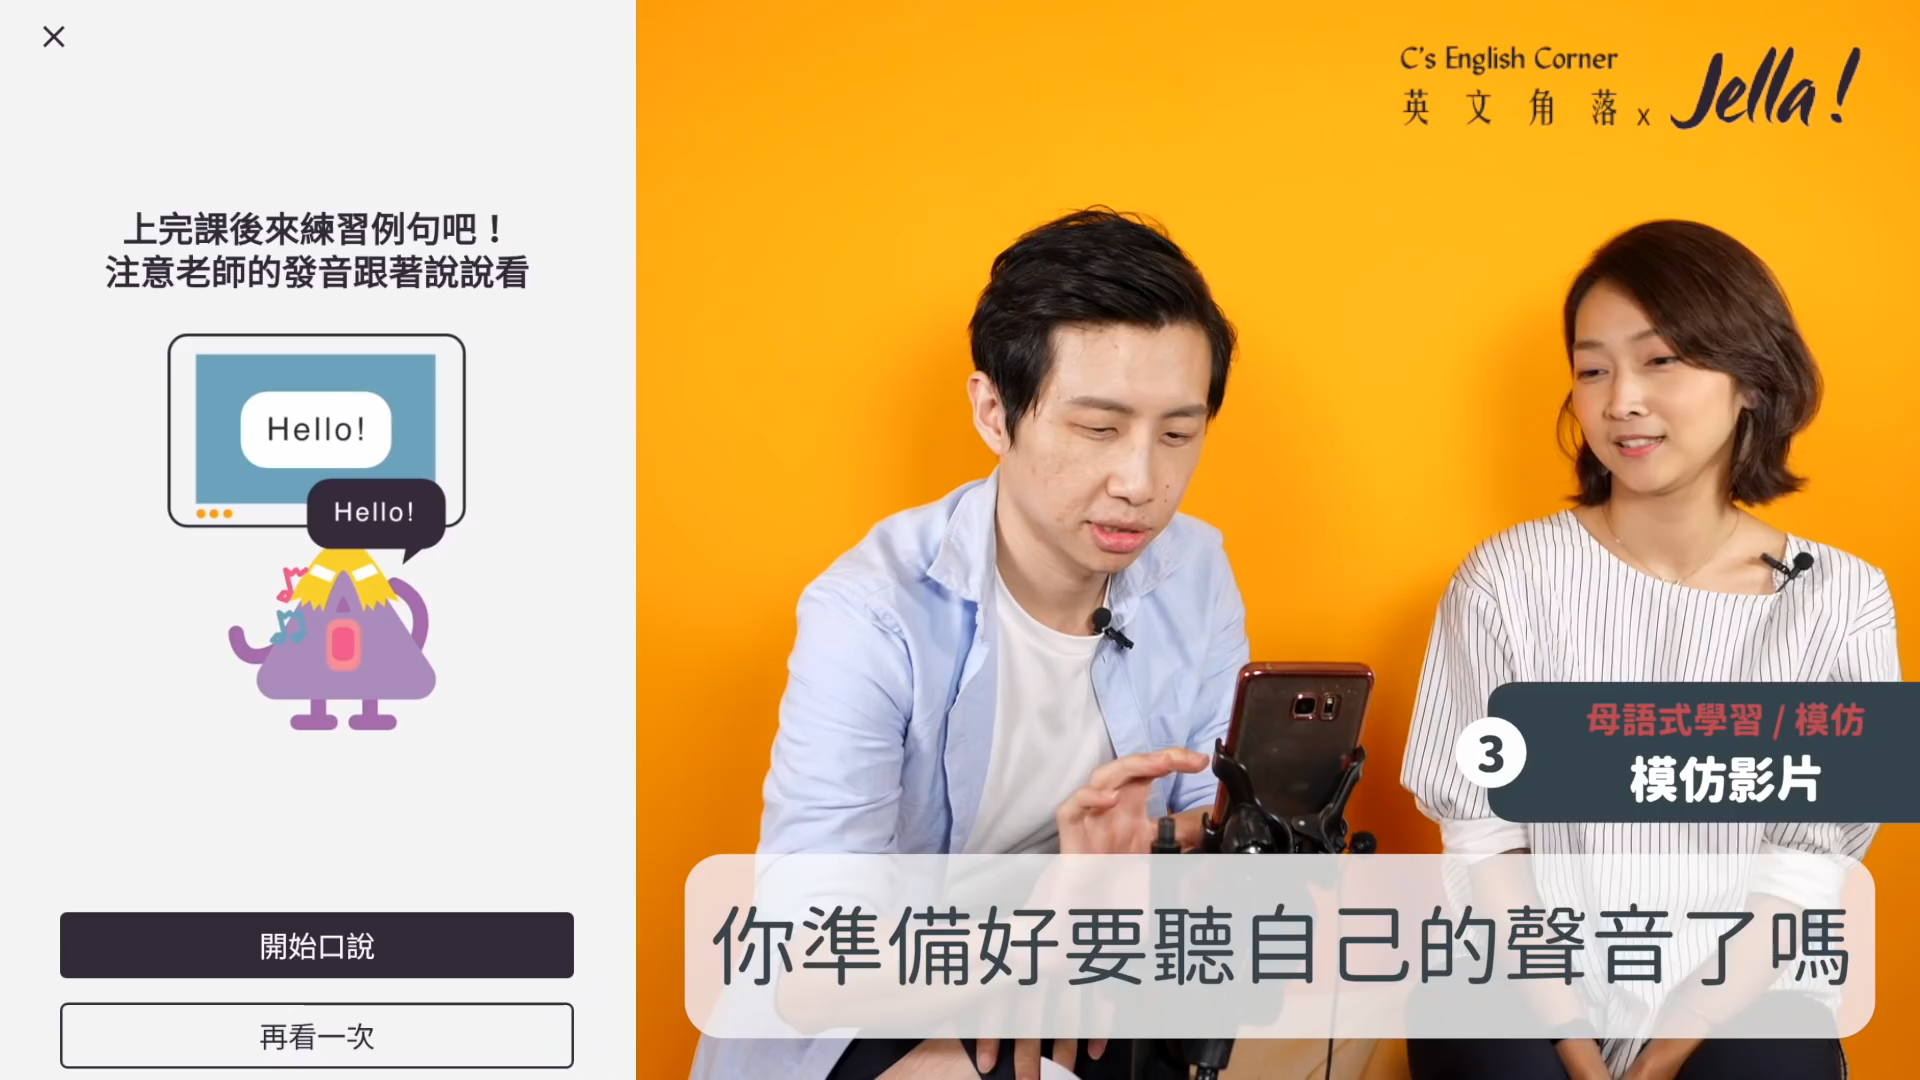 上完課後來練習例句吧！
注意老師的發音跟著說說看
Hello!
Hello!
開始口說
再看一次
C's English Corner
英文角落 x Jella!
3
母語式學習 / 模仿
模仿影片
你準備好要聽自己的聲音了嗎